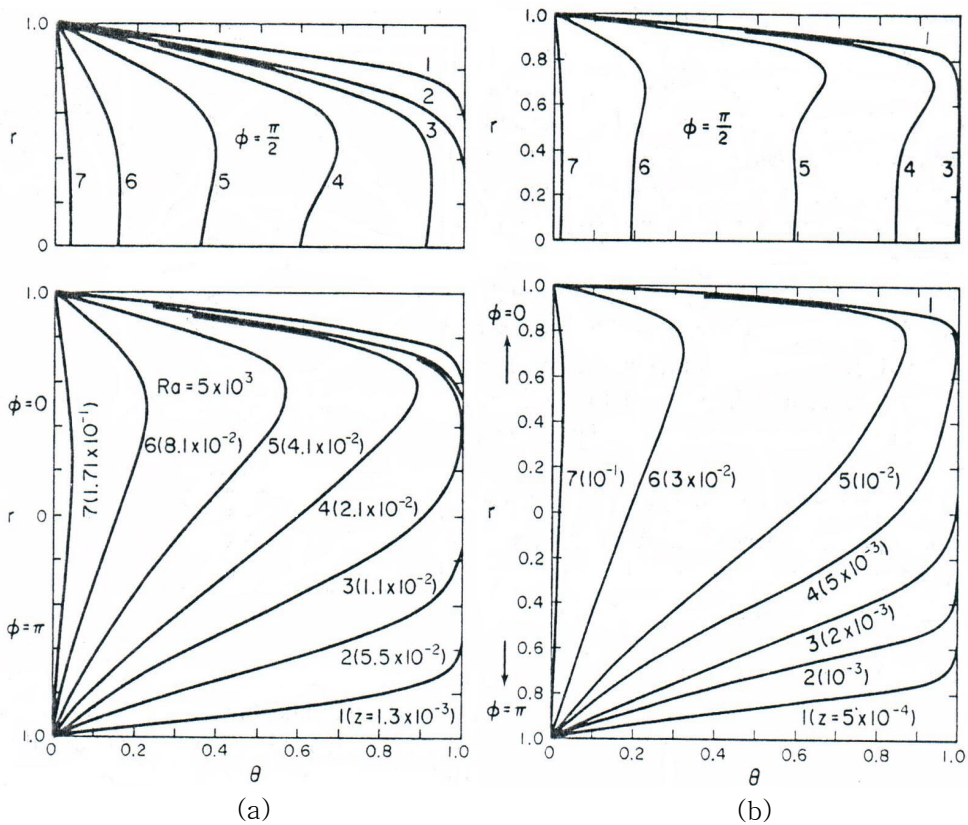 1.0
r
0
7
6
5
4
3
2
1
φ = π/2
1.0
0.8
0.6
0.4
0.2
0
r
7
6
5
4
3
1
φ = π/2
1.0
φ=0
r
0
φ=π
1.0
Ra = 5 x 10³
7(1.71 x 10⁻¹)
6(8.1 x 10⁻²)
5(4.1 x 10⁻²)
4(2.1 x 10⁻²)
3(1.1 x 10⁻²)
2(5.5 x 10⁻²)
1(z = 1.3 x 10⁻³)
0 0.2 0.4 0.6 0.8 1.0
θ
1.0
φ=0
0.8
0.6
0.4
0.2
r 0
0.2
0.4
0.6
0.8
φ=π
1.0
1
7(10⁻¹)
6(3 x 10⁻²)
5(10⁻²)
4(5 x 10⁻³)
3(2 x 10⁻³)
2(10⁻³)
1(z = 5 x 10⁻⁴)
0 0.2 0.4 0.6 0.8 1.0
θ
(a)
(b)